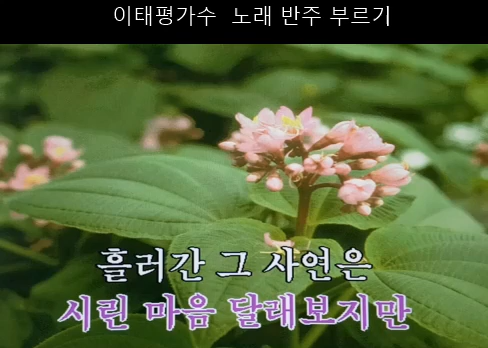 이태평가수  노래 반주 부르기
흘러간 그 사연은
시린 마음 달래보지만